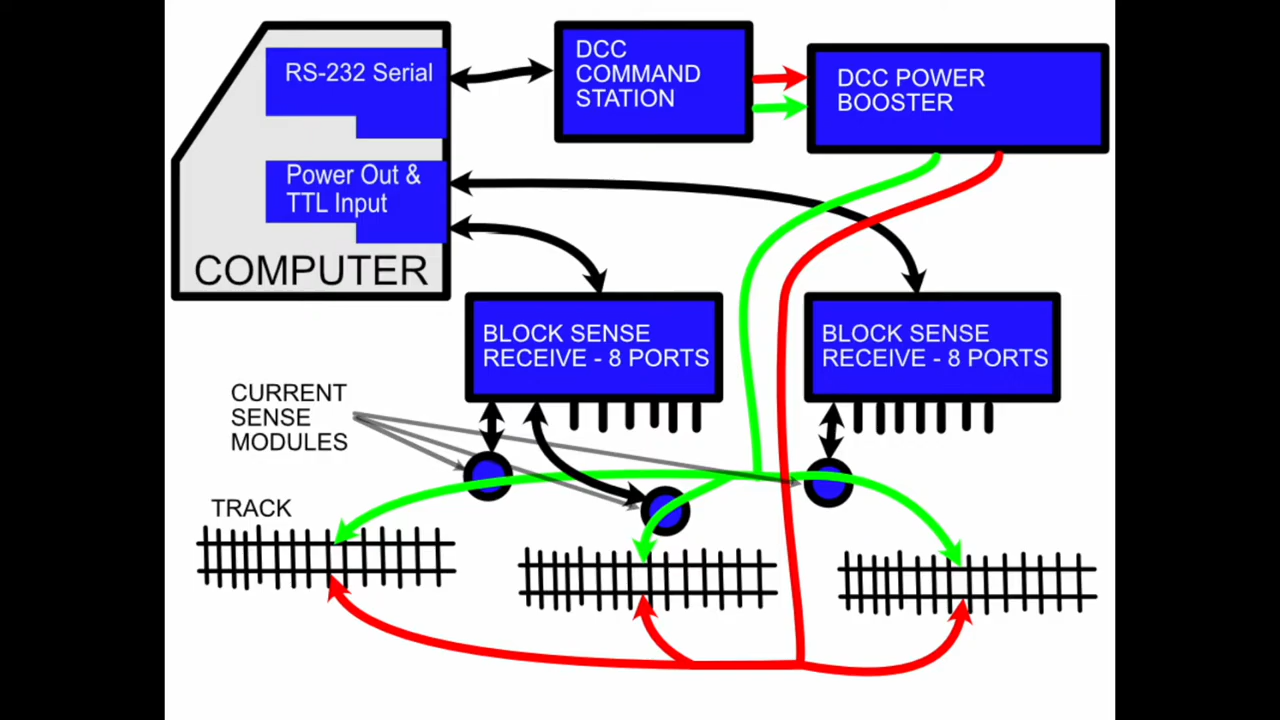 RS-232 Serial
DCC
COMMAND
STATION
DCC POWER
BOOSTER
Power Out &
TTL Input
COMPUTER
BLOCK SENSE
RECEIVE - 8 PORTS
BLOCK SENSE
RECEIVE - 8 PORTS
CURRENT
SENSE
MODULES
TRACK